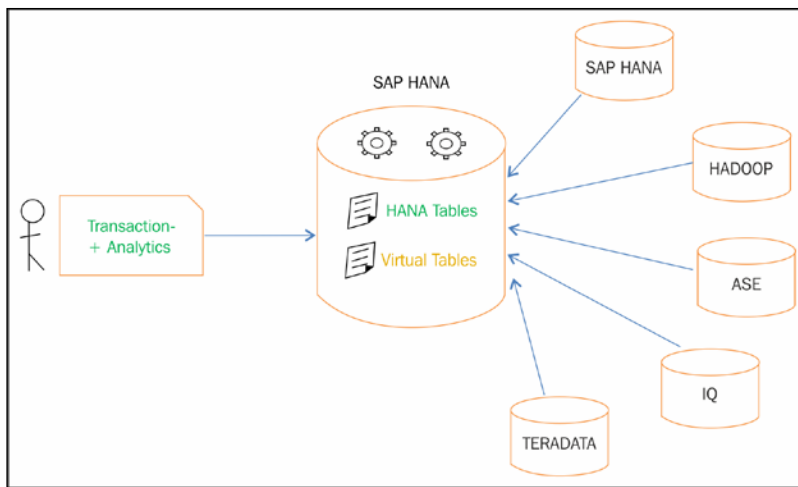 SAP HANA
SAP HANA
HADOOP
Transaction-
+ Analytics
HANA Tables
Virtual Tables
ASE
IQ
TERADATA